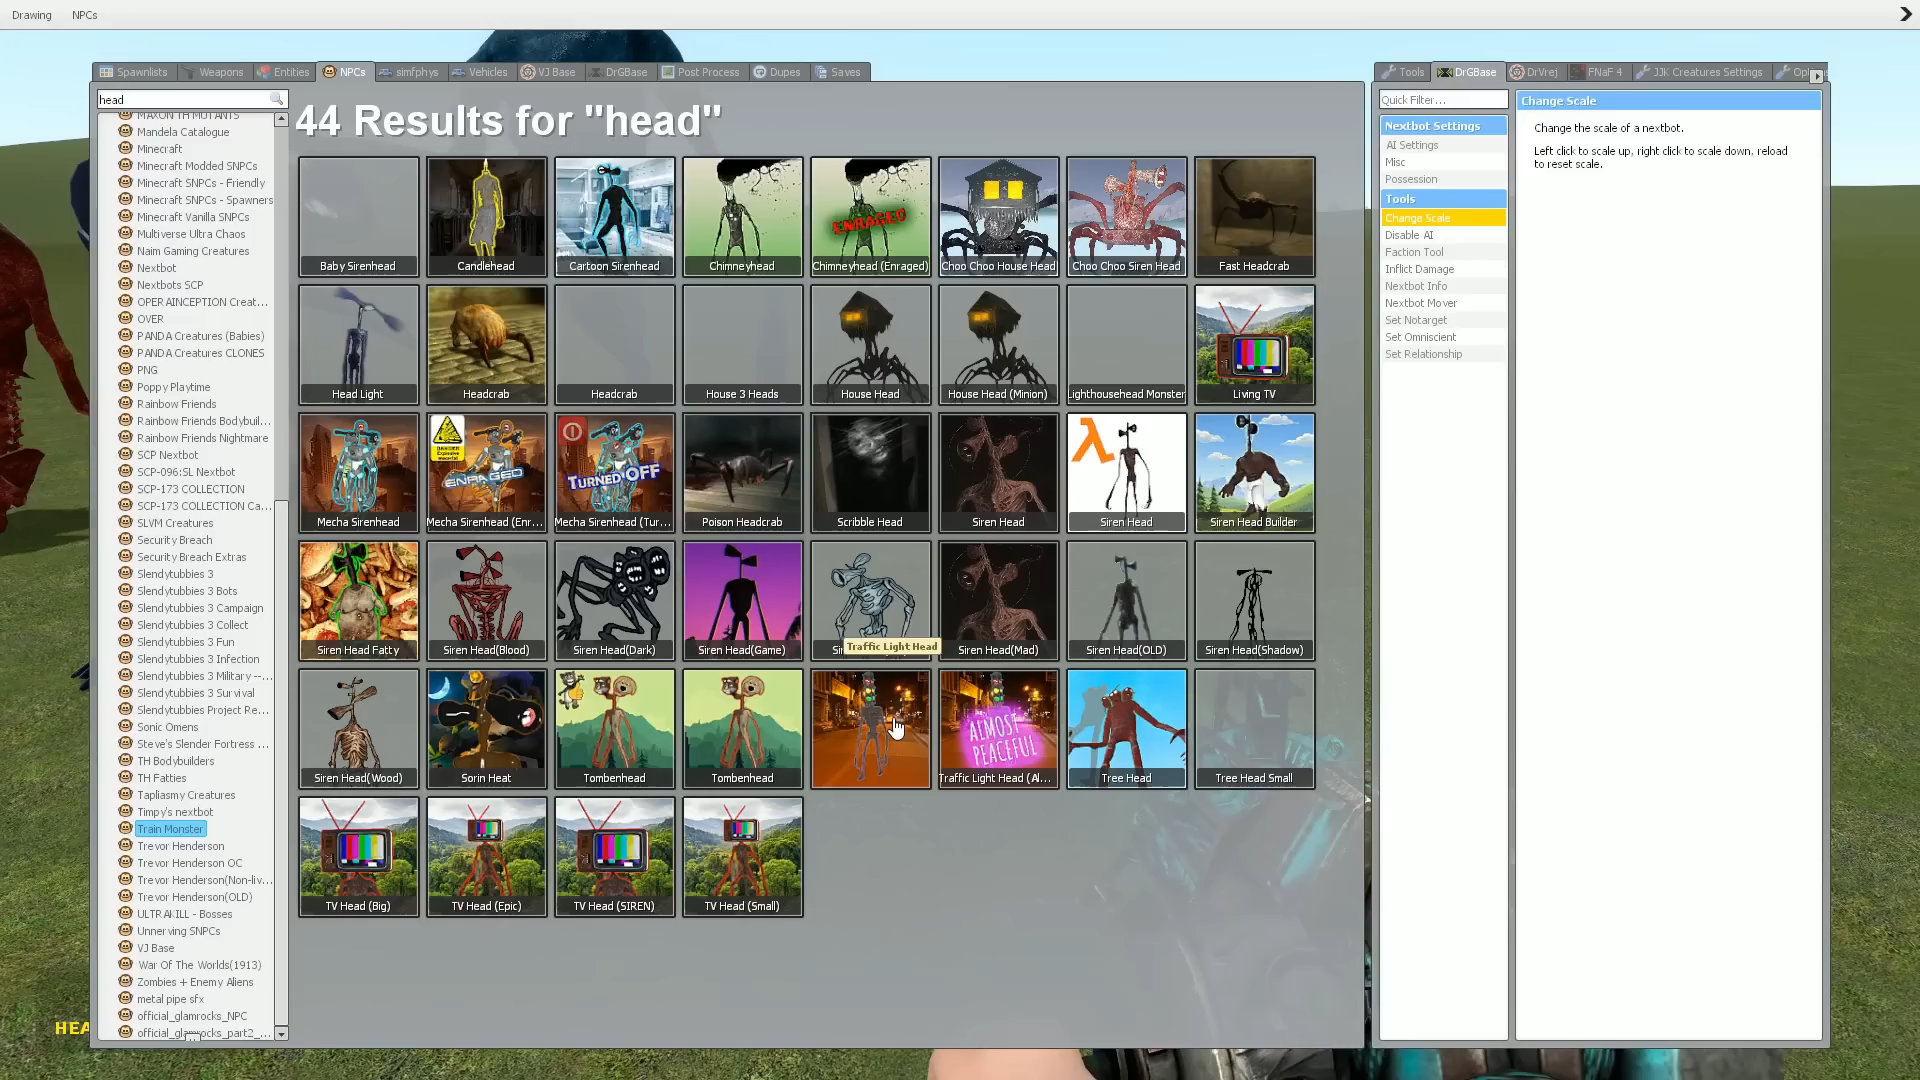 Drawing NPCs
Spawnlists Weapons Entities NPCs simfphys Vehicles VJ Base DrGBase Post Process Dupes Saves
head
MAXON TH MUTANTS
Mandela Catalogue
Minecraft
Minecraft Modded SNPCs
Minecraft SNPCs - Friendly
Minecraft SNPCs - Spawners
Minecraft Vanilla SNPCs
Multiverse Ultra Chaos
Naim Gaming Creatures
Nextbot
Nextbots SCP
OPERAINCEPTION Creat...
OVER
PANDA Creatures (Babies)
PANDA Creatures CLONES
PNG
Poppy Playtime
Rainbow Friends
Rainbow Friends Bodybuil...
Rainbow Friends Nightmare
SCP Nextbot
SCP-096:SL Nextbot
SCP-173 COLLECTION
SCP-173 COLLECTION Ca...
SLVM Creatures
Security Breach
Security Breach Extras
Slendytubbies 3
Slendytubbies 3 Bots
Slendytubbies 3 Campaign
Slendytubbies 3 Collect
Slendytubbies 3 Fun
Slendytubbies 3 Infection
Slendytubbies 3 Military --...
Slendytubbies 3 Survival
Slendytubbies Project Re...
Sonic Omens
Steve's Slender Fortress ...
TH Bodybuilders
TH Fatties
Tapliasmy Creatures
Timpy's nextbot
Train Monster
Trevor Henderson
Trevor Henderson OC
Trevor Henderson(Non-liv...
Trevor Henderson(OLD)
ULTRAKILL - Bosses
Unnerving SNPCs
VJ Base
War Of The Worlds(1913)
Zombies + Enemy Aliens
metal pipe sfx
official_glamrocks_NPC
official_glamrocks_part2_...
HEA
44 Results for "head"
Baby Sirenhead
Candlehead
Cartoon Sirenhead
Chimneyhead
ENRAGED
Chimneyhead (Enraged)
Choo Choo House Head
Choo Choo Siren Head
Fast Headcrab
Head Light
Headcrab
Headcrab
House 3 Heads
House Head
House Head (Minion)
Lighthousehead Monster
Living TV
Mecha Sirenhead
DANGER
ENRAGED
Mecha Sirenhead (Enr...
TURNED OFF
Mecha Sirenhead (Tur...
Poison Headcrab
Scribble Head
Siren Head
Siren Head
Siren Head Builder
Siren Head Fatty
Siren Head(Blood)
Siren Head(Dark)
Siren Head(Game)
Traffic Light Head
Siren Head(Mad)
Siren Head(OLD)
Siren Head(Shadow)
Siren Head(Wood)
Sorin Heat
Tombenhead
Tombenhead
ALMOST
PEACEFUL
Traffic Light Head (Al...
Tree Head
Tree Head Small
TV Head (Big)
TV Head (Epic)
TV Head (SIREN)
TV Head (Small)
Tools DrGBase DrVrej FNaF 4 JJK Creatures Settings
Quick Filter...
Nextbot Settings
AI Settings
Misc
Possession
Tools
Change Scale
Disable AI
Faction Tool
Inflict Damage
Nextbot Info
Nextbot Mover
Set Notarget
Set Omniscient
Set Relationship
Change Scale
Change the scale of a nextbot.
Left click to scale up, right click to scale down, reload
to reset scale.